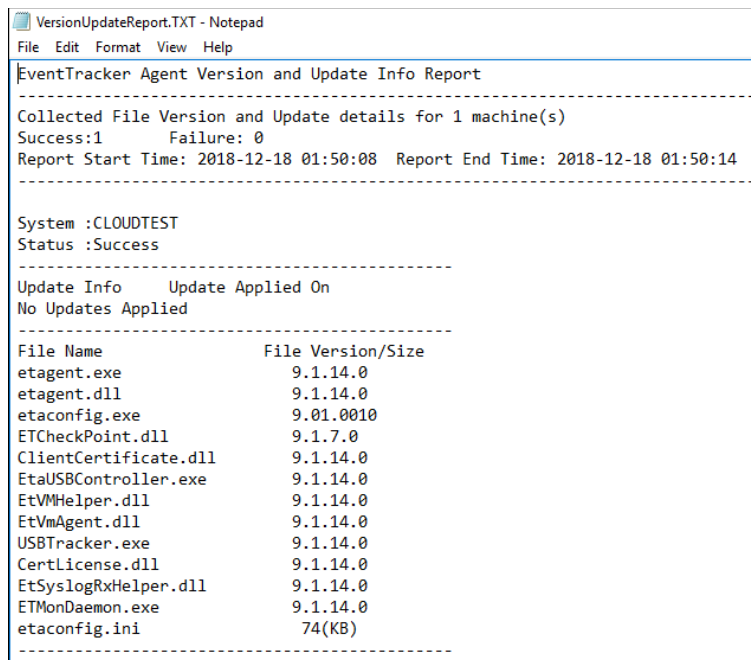 VersionUpdateReport.TXT - Notepad
File Edit Format View Help
EventTracker Agent Version and Update Info Report
--------------------------------------------------------------------------------
Collected File Version and Update details for 1 machine(s)
Success:1 Failure: 0
Report Start Time: 2018-12-18 01:50:08 Report End Time: 2018-12-18 01:50:14
--------------------------------------------------------------------------------
System :CLOUDTEST
Status :Success
-----------------------------------------------
Update Info Update Applied On
No Updates Applied
-----------------------------------------------
File Name File Version/Size
etagent.exe 9.1.14.0
etagent.dll 9.1.14.0
etaconfig.exe 9.01.0010
ETCheckPoint.dll 9.1.7.0
ClientCertificate.dll 9.1.14.0
EtaUSBController.exe 9.1.14.0
EtVMHelper.dll 9.1.14.0
EtVmAgent.dll 9.1.14.0
USBTracker.exe 9.1.14.0
CertLicense.dll 9.1.14.0
EtSyslogRxHelper.dll 9.1.14.0
ETMonDaemon.exe 9.1.14.0
etaconfig.ini 74(KB)
-----------------------------------------------